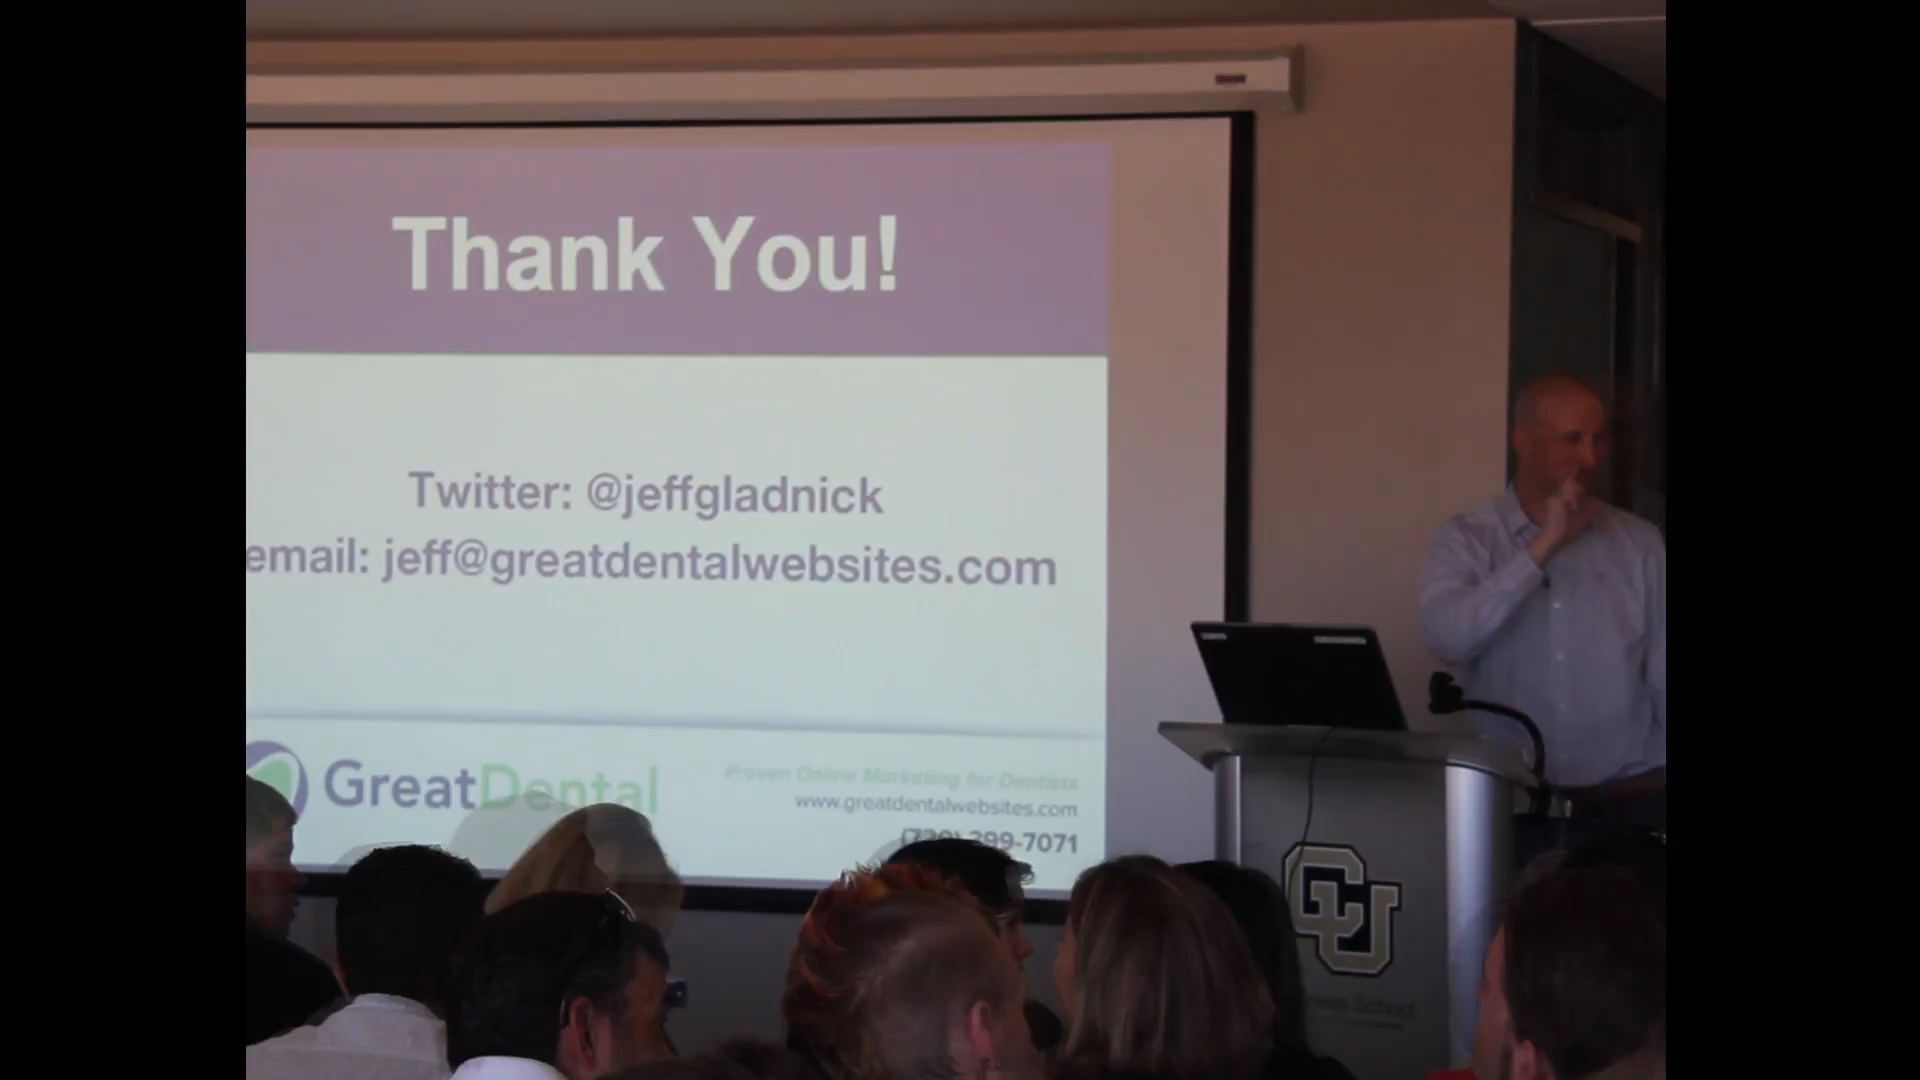 Thank You!
Twitter: @jeffgladnick
email: jeff@greatdentalwebsites.com
GreatDental
Proven Online Marketing for Dentists
www.greatdentalwebsites.com
399-7071
CU
School